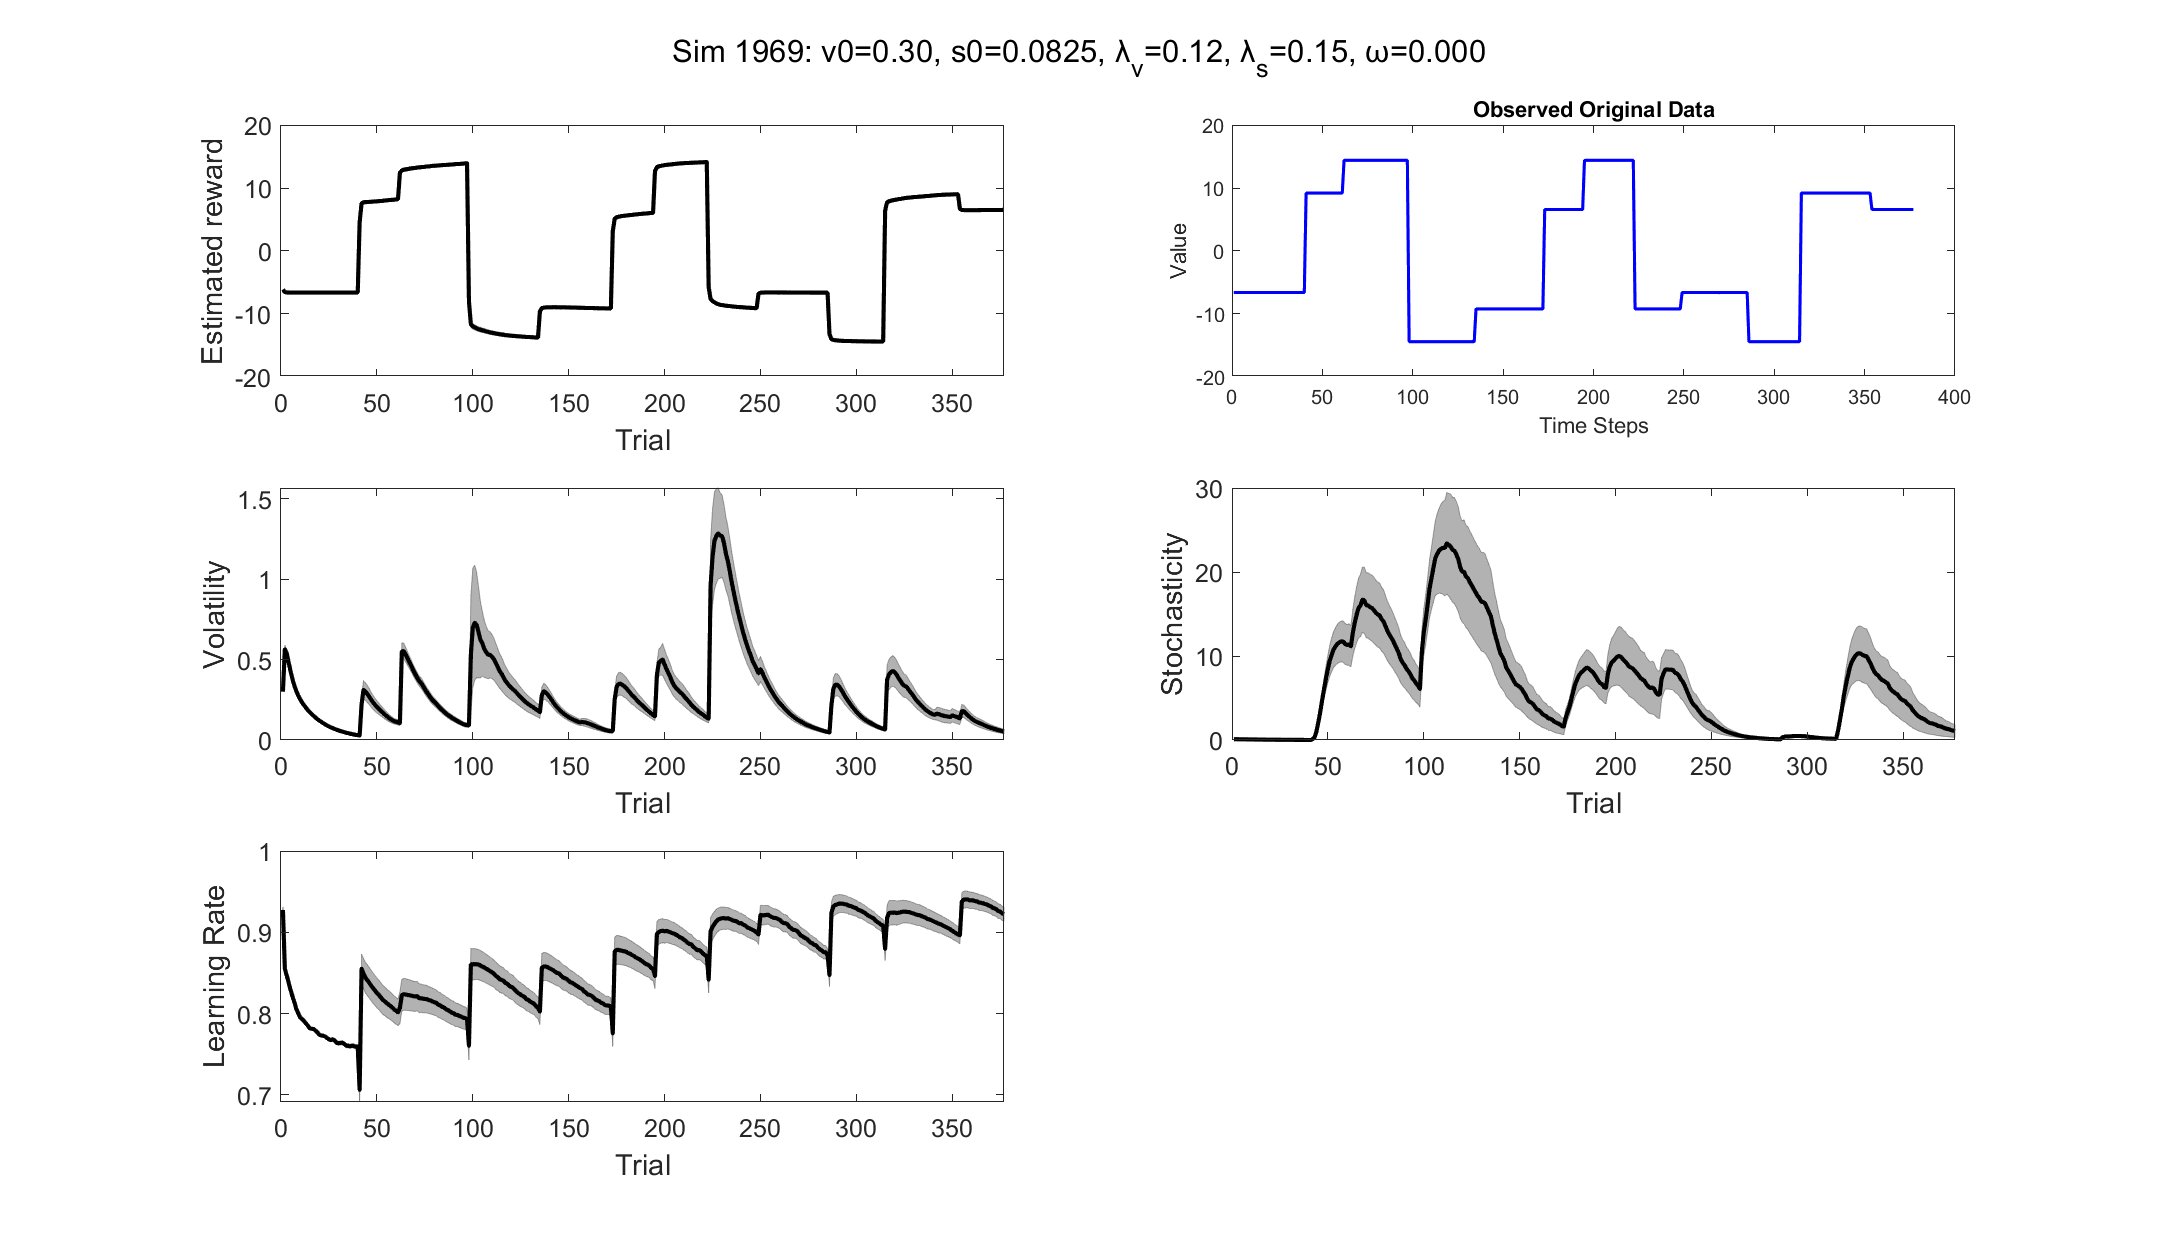 Sim 1969: v0=0.30, s0=0.0825, λv=0.12, λs=0.15, ω=0.000
Estimated reward
20
10
0
-10
-20
0 50 100 150 200 250 300 350
Trial
Observed Original Data
Value
20
10
0
-10
-20
0 50 100 150 200 250 300 350 400
Time Steps
Volatility
1.5
1
0.5
0
0 50 100 150 200 250 300 350
Trial
Stochasticity
30
20
10
0
0 50 100 150 200 250 300 350
Trial
Learning Rate
1
0.9
0.8
0.7
0 50 100 150 200 250 300 350
Trial